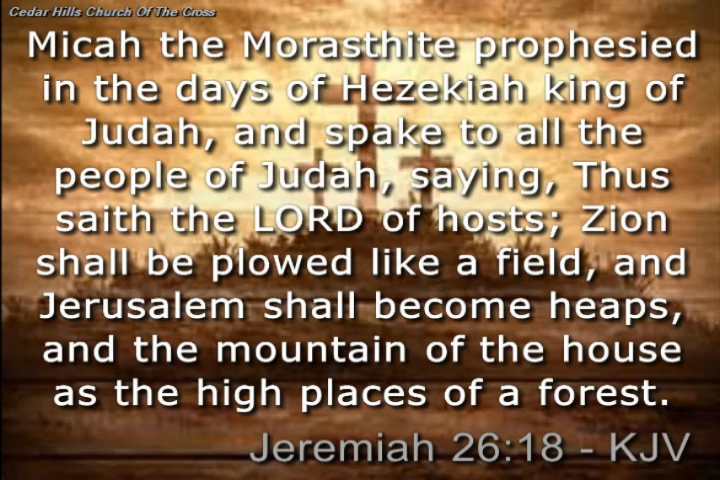 Cedar Hills Church Of The Cross
Micah the Morasthite prophesied
in the days of Hezekiah king of
Judah, and spake to all the
people of Judah, saying, Thus
saith the LORD of hosts; Zion
shall be plowed like a field, and
Jerusalem shall become heaps,
and the mountain of the house
as the high places of a forest.
Jeremiah 26:18 - KJV